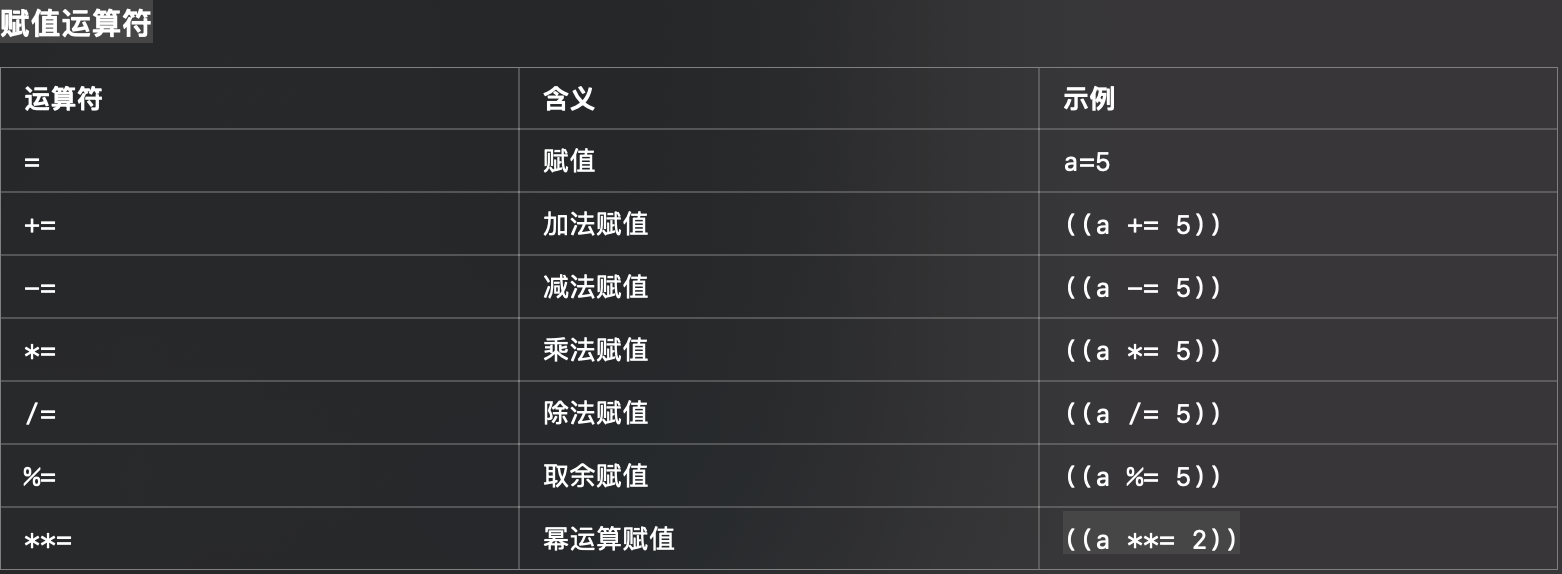 赋值运算符
运算符 含义 示例
= 赋值 a=5
+= 加法赋值 ((a += 5))
-= 减法赋值 ((a -= 5))
*= 乘法赋值 ((a *= 5))
/= 除法赋值 ((a /= 5))
%= 取余赋值 ((a %= 5))
**= 幂运算赋值 ((a **= 2))